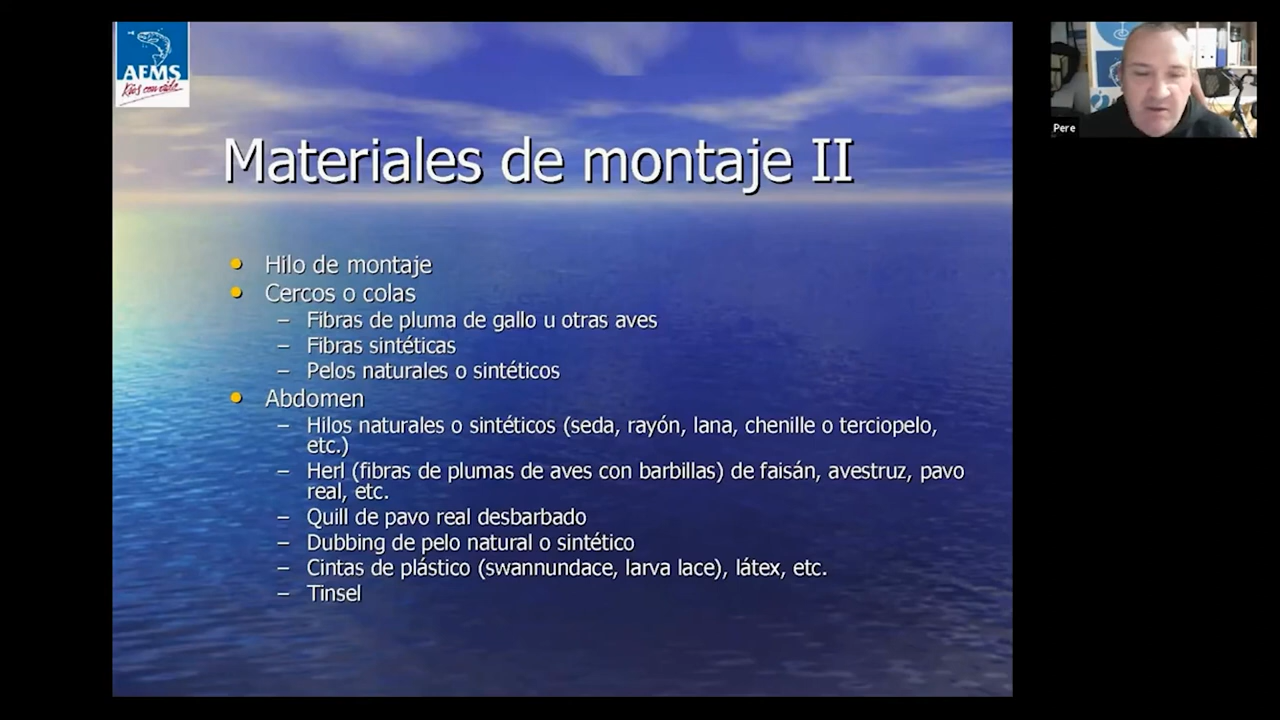 AEMS
Ríos con vida
Materiales de montaje II
Pere
• Hilo de montaje
• Cercos o colas
– Fibras de pluma de gallo u otras aves
– Fibras sintéticas
– Pelos naturales o sintéticos
• Abdomen
– Hilos naturales o sintéticos (seda, rayón, lana, chenille o terciopelo,
etc.)
– Herl (fibras de plumas de aves con barbillas) de faisán, avestruz, pavo
real, etc.
– Quill de pavo real desbarbado
– Dubbing de pelo natural o sintético
– Cintas de plástico (swannundace, larva lace), látex, etc.
– Tinsel